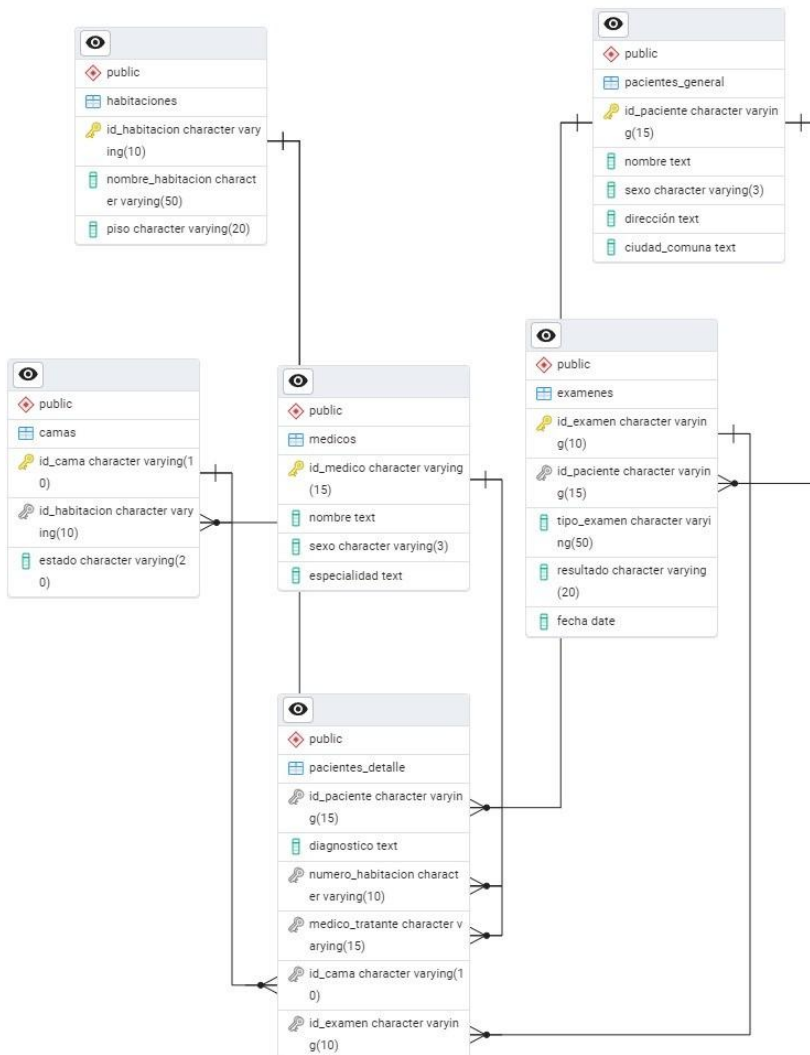 public
habitaciones
id_habitacion character vary
ing(10)
nombre_habitacion charact
er varying(50)
piso character varying(20)
public
pacientes_general
id_paciente character varyin
g(15)
nombre text
sexo character varying(3)
dirección text
ciudad_comuna text
public
camas
id_cama character varying(1
0)
id_habitacion character vary
ing(10)
estado character varying(2
0)
public
medicos
id_medico character varying
(15)
nombre text
sexo character varying(3)
especialidad text
public
examenes
id_examen character varyin
g(10)
id_paciente character varyin
g(15)
tipo_examen character varyi
ng(50)
resultado character varying
(20)
fecha date
public
pacientes_detalle
id_paciente character varyin
g(15)
diagnostico text
numero_habitacion charact
er varying(10)
medico_tratante character v
arying(15)
id_cama character varying(1
0)
id_examen character varyin
g(10)